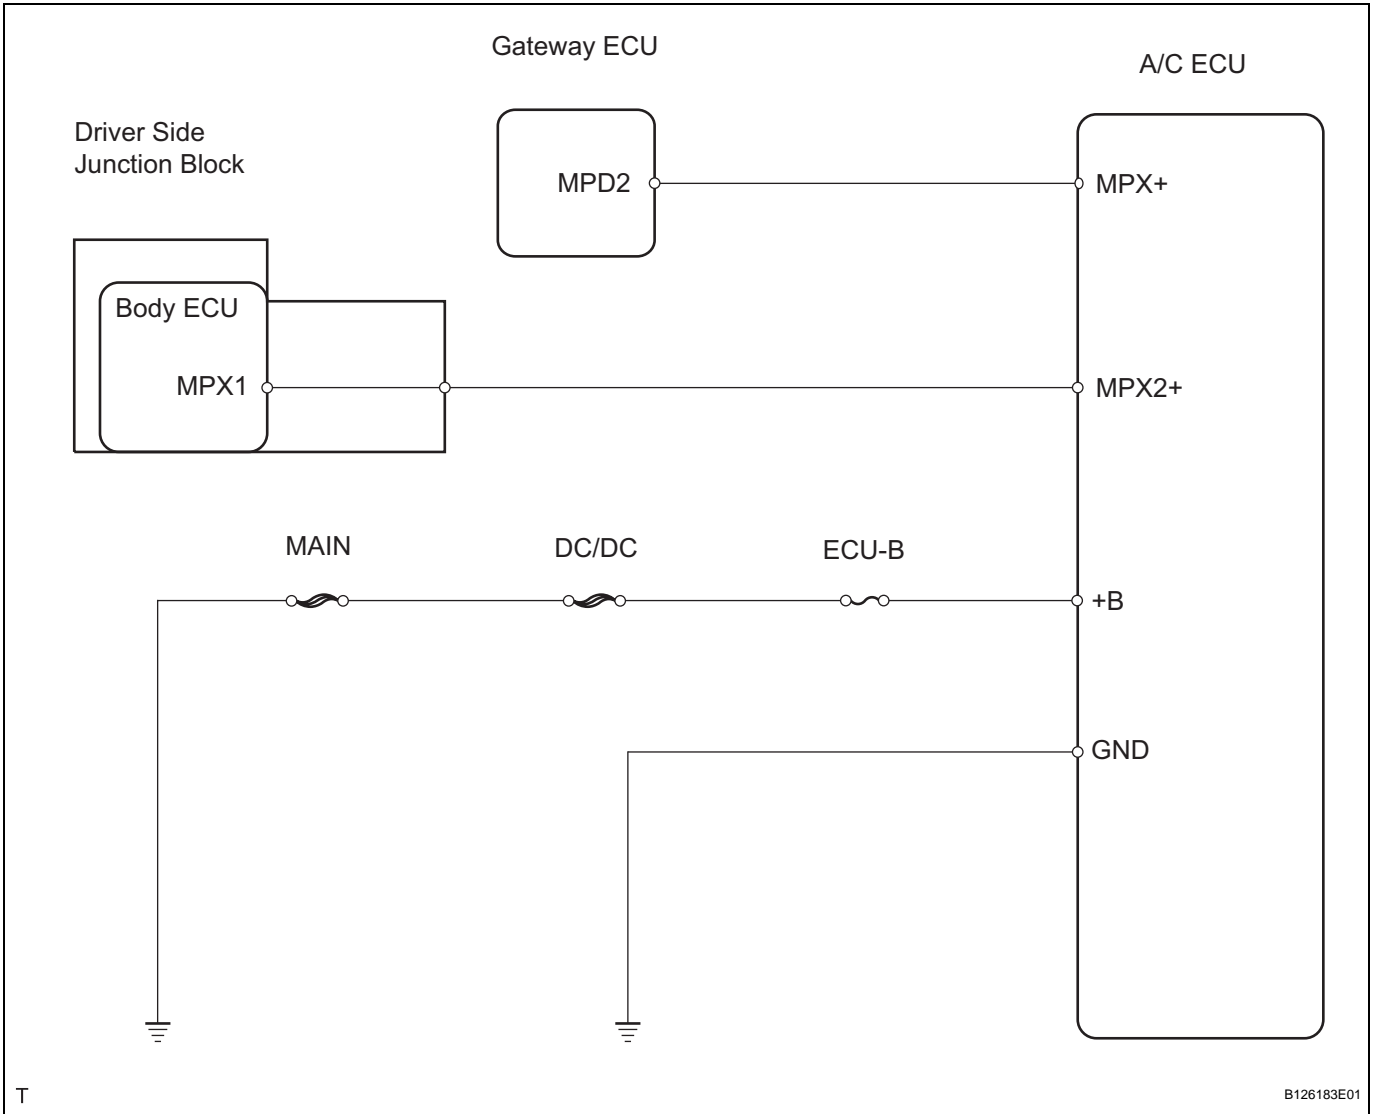 Gateway ECU
A/C ECU
Driver Side
Junction Block
MPD2
MPX+
Body ECU
MPX1
MPX2+
MAIN
DC/DC
ECU-B
+B
GND
T
B126183E01